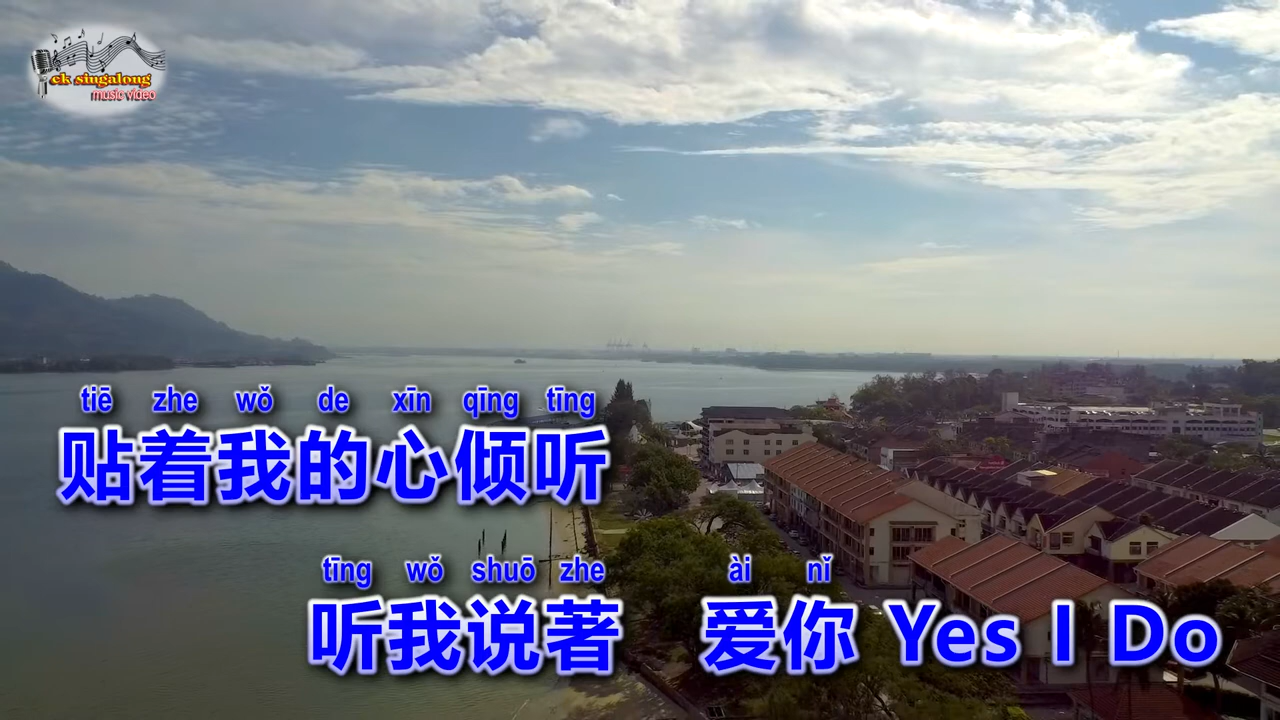 ck singalong
music video
tiē zhe wǒ de xīn qīng tīng
贴着我的心倾听
tīng wǒ shuō zhe ài nǐ
听我说著 爱你 Yes I Do